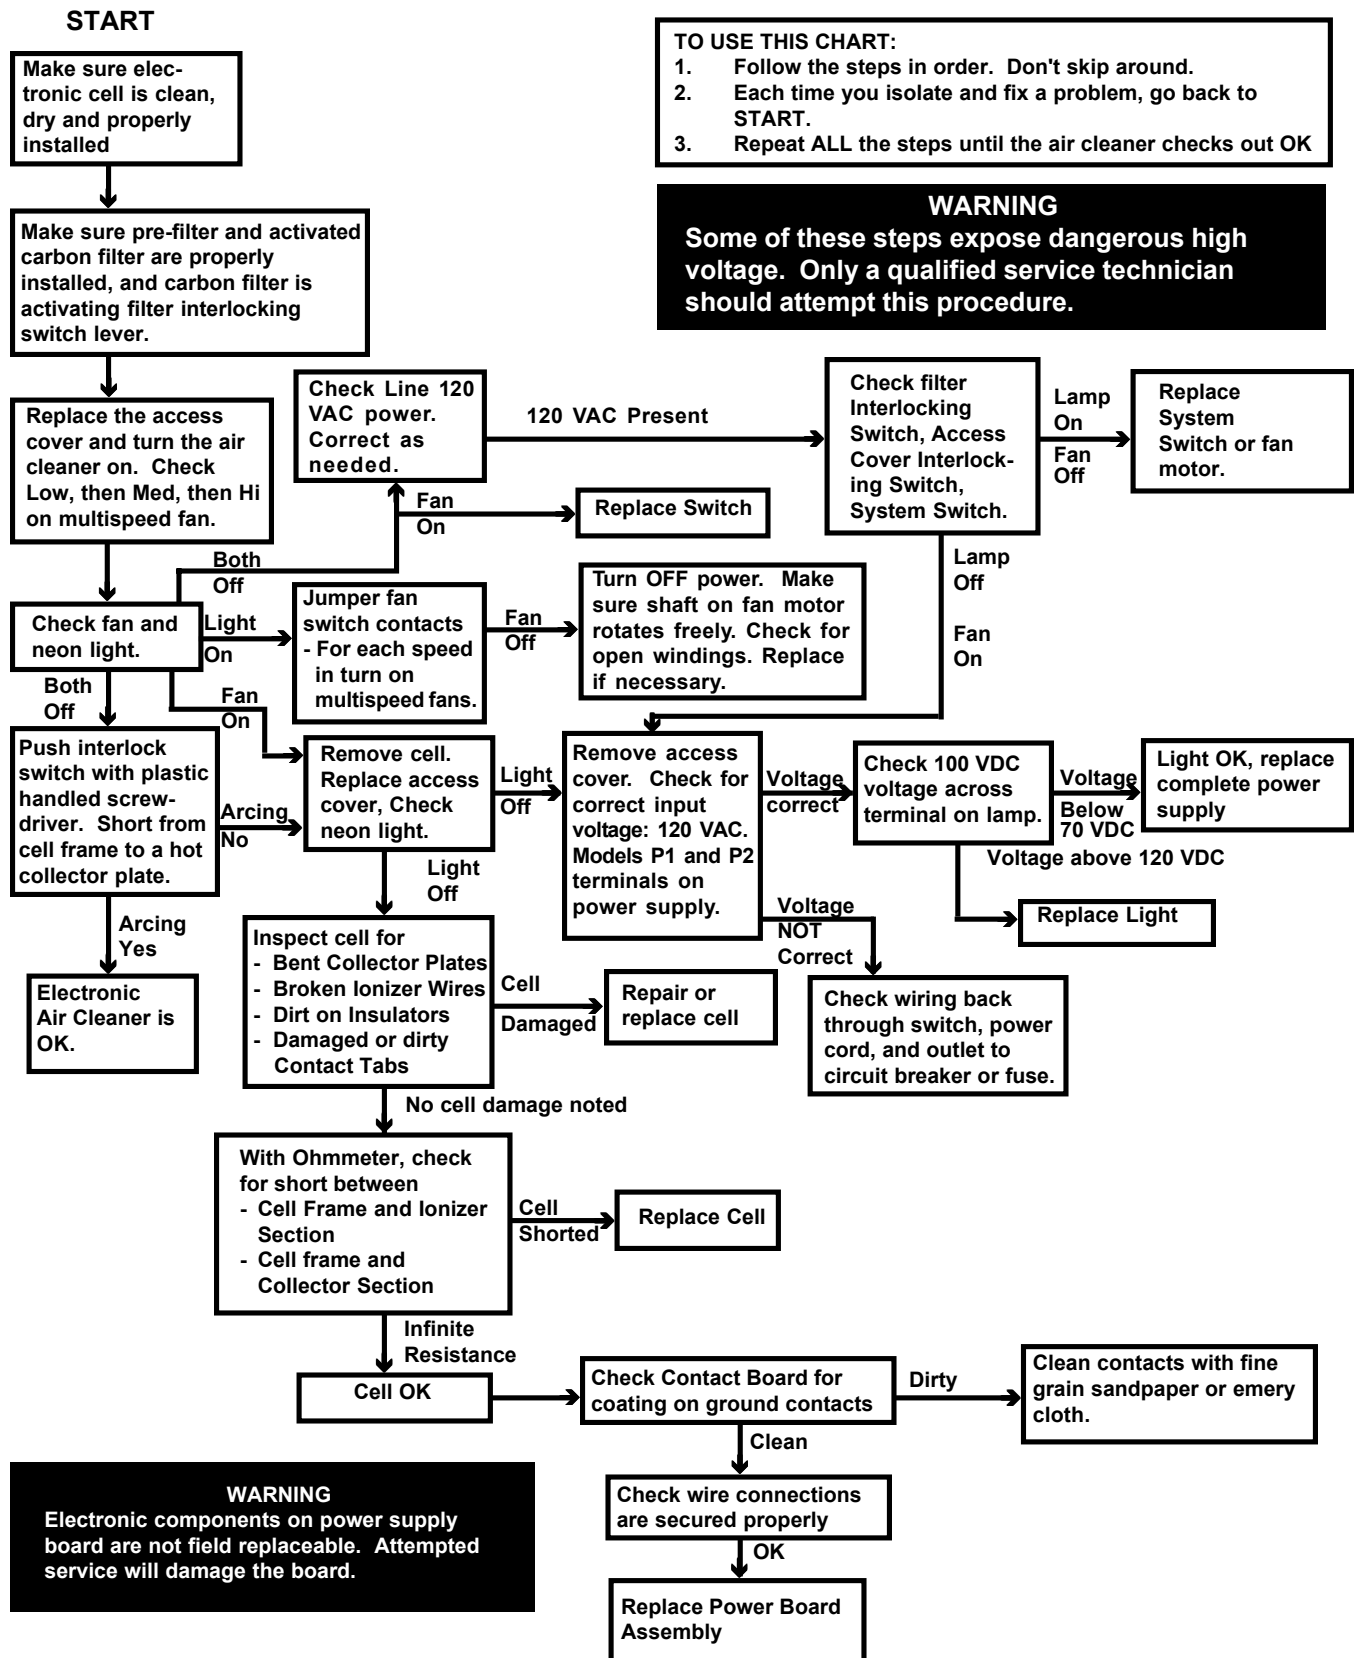 START
TO USE THIS CHART:
1. Follow the steps in order. Don't skip around.
2. Each time you isolate and fix a problem, go back to
START.
3. Repeat ALL the steps until the air cleaner checks out OK
WARNING
Some of these steps expose dangerous high
voltage. Only a qualified service technician
should attempt this procedure.
Make sure elec-
tronic cell is clean,
dry and properly
installed
Make sure pre-filter and activated
carbon filter are properly
installed, and carbon filter is
activating filter interlocking
switch lever.
Replace the access
cover and turn the air
cleaner on. Check
Low, then Med, then Hi
on multispeed fan.
Check Line 120
VAC power.
Correct as
needed.
120 VAC Present
Check filter
Interlocking
Switch, Access
Cover Interlock-
ing Switch,
System Switch.
Lamp
On
Fan
Off
Replace
System
Switch or fan
motor.
Fan
On
Replace Switch
Both
Off
Check fan and
neon light.
Light
On
Jumper fan
switch contacts
- For each speed
in turn on
multispeed fans.
Fan
Off
Turn OFF power. Make
sure shaft on fan motor
rotates freely. Check for
open windings. Replace
if necessary.
Lamp
Off
Fan
On
Both
Off
Fan
On
Push interlock
switch with plastic
handled screw-
driver. Short from
cell frame to a hot
collector plate.
Arcing
No
Remove cell.
Replace access
cover, Check
neon light.
Light
Off
Remove access
cover. Check for
correct input
voltage: 120 VAC.
Models P1 and P2
terminals on
power supply.
Voltage
correct
Check 100 VDC
voltage across
terminal on lamp.
Voltage
Below
70 VDC
Light OK, replace
complete power
supply
Voltage above 120 VDC
Replace Light
Voltage
NOT
Correct
Check wiring back
through switch, power
cord, and outlet to
circuit breaker or fuse.
Arcing
Yes
Electronic
Air Cleaner is
OK.
Light
Off
Inspect cell for
- Bent Collector Plates
- Broken Ionizer Wires
- Dirt on Insulators
- Damaged or dirty
Contact Tabs
Cell
Damaged
Repair or
replace cell
No cell damage noted
With Ohmmeter, check
for short between
- Cell Frame and Ionizer
Section
- Cell frame and
Collector Section
Cell
Shorted
Replace Cell
Infinite
Resistance
Cell OK
Check Contact Board for
coating on ground contacts
Dirty
Clean contacts with fine
grain sandpaper or emery
cloth.
Clean
Check wire connections
are secured properly
OK
Replace Power Board
Assembly
WARNING
Electronic components on power supply
board are not field replaceable. Attempted
service will damage the board.